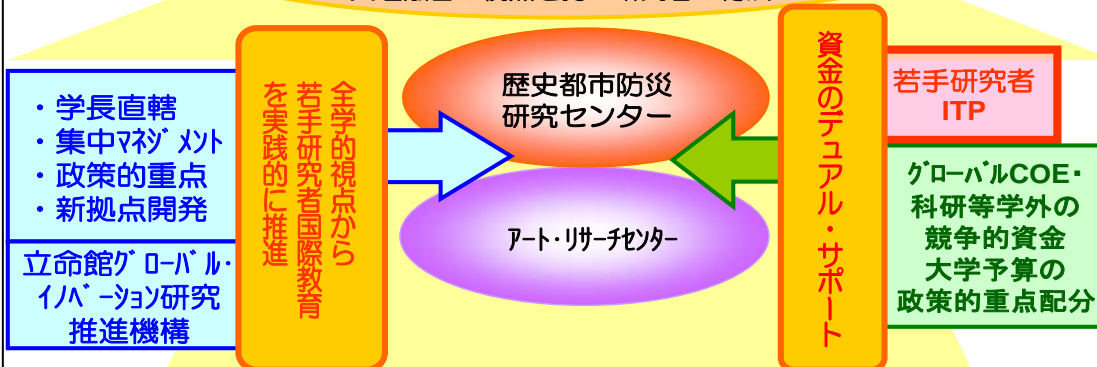 ・学長直轄
・集中ﾏﾈｼﾞﾒﾝﾄ
・政策的重点
・新拠点開発
立命館ｸﾞﾛｰﾊﾞﾙ・
ｲﾉﾍﾞｰｼｮﾝ研究
推進機構
全学的視点から
若手研究者国際教育
を実践的に推進
歴史都市防災
研究センター
ｱｰﾄ･ﾘｻｰﾁｾﾝﾀｰ
資金のデュアル・サポート
若手研究者
ITP
ｸﾞﾛｰﾊﾞﾙCOE・
科研等学外の
競争的資金
大学予算の
政策的重点配分